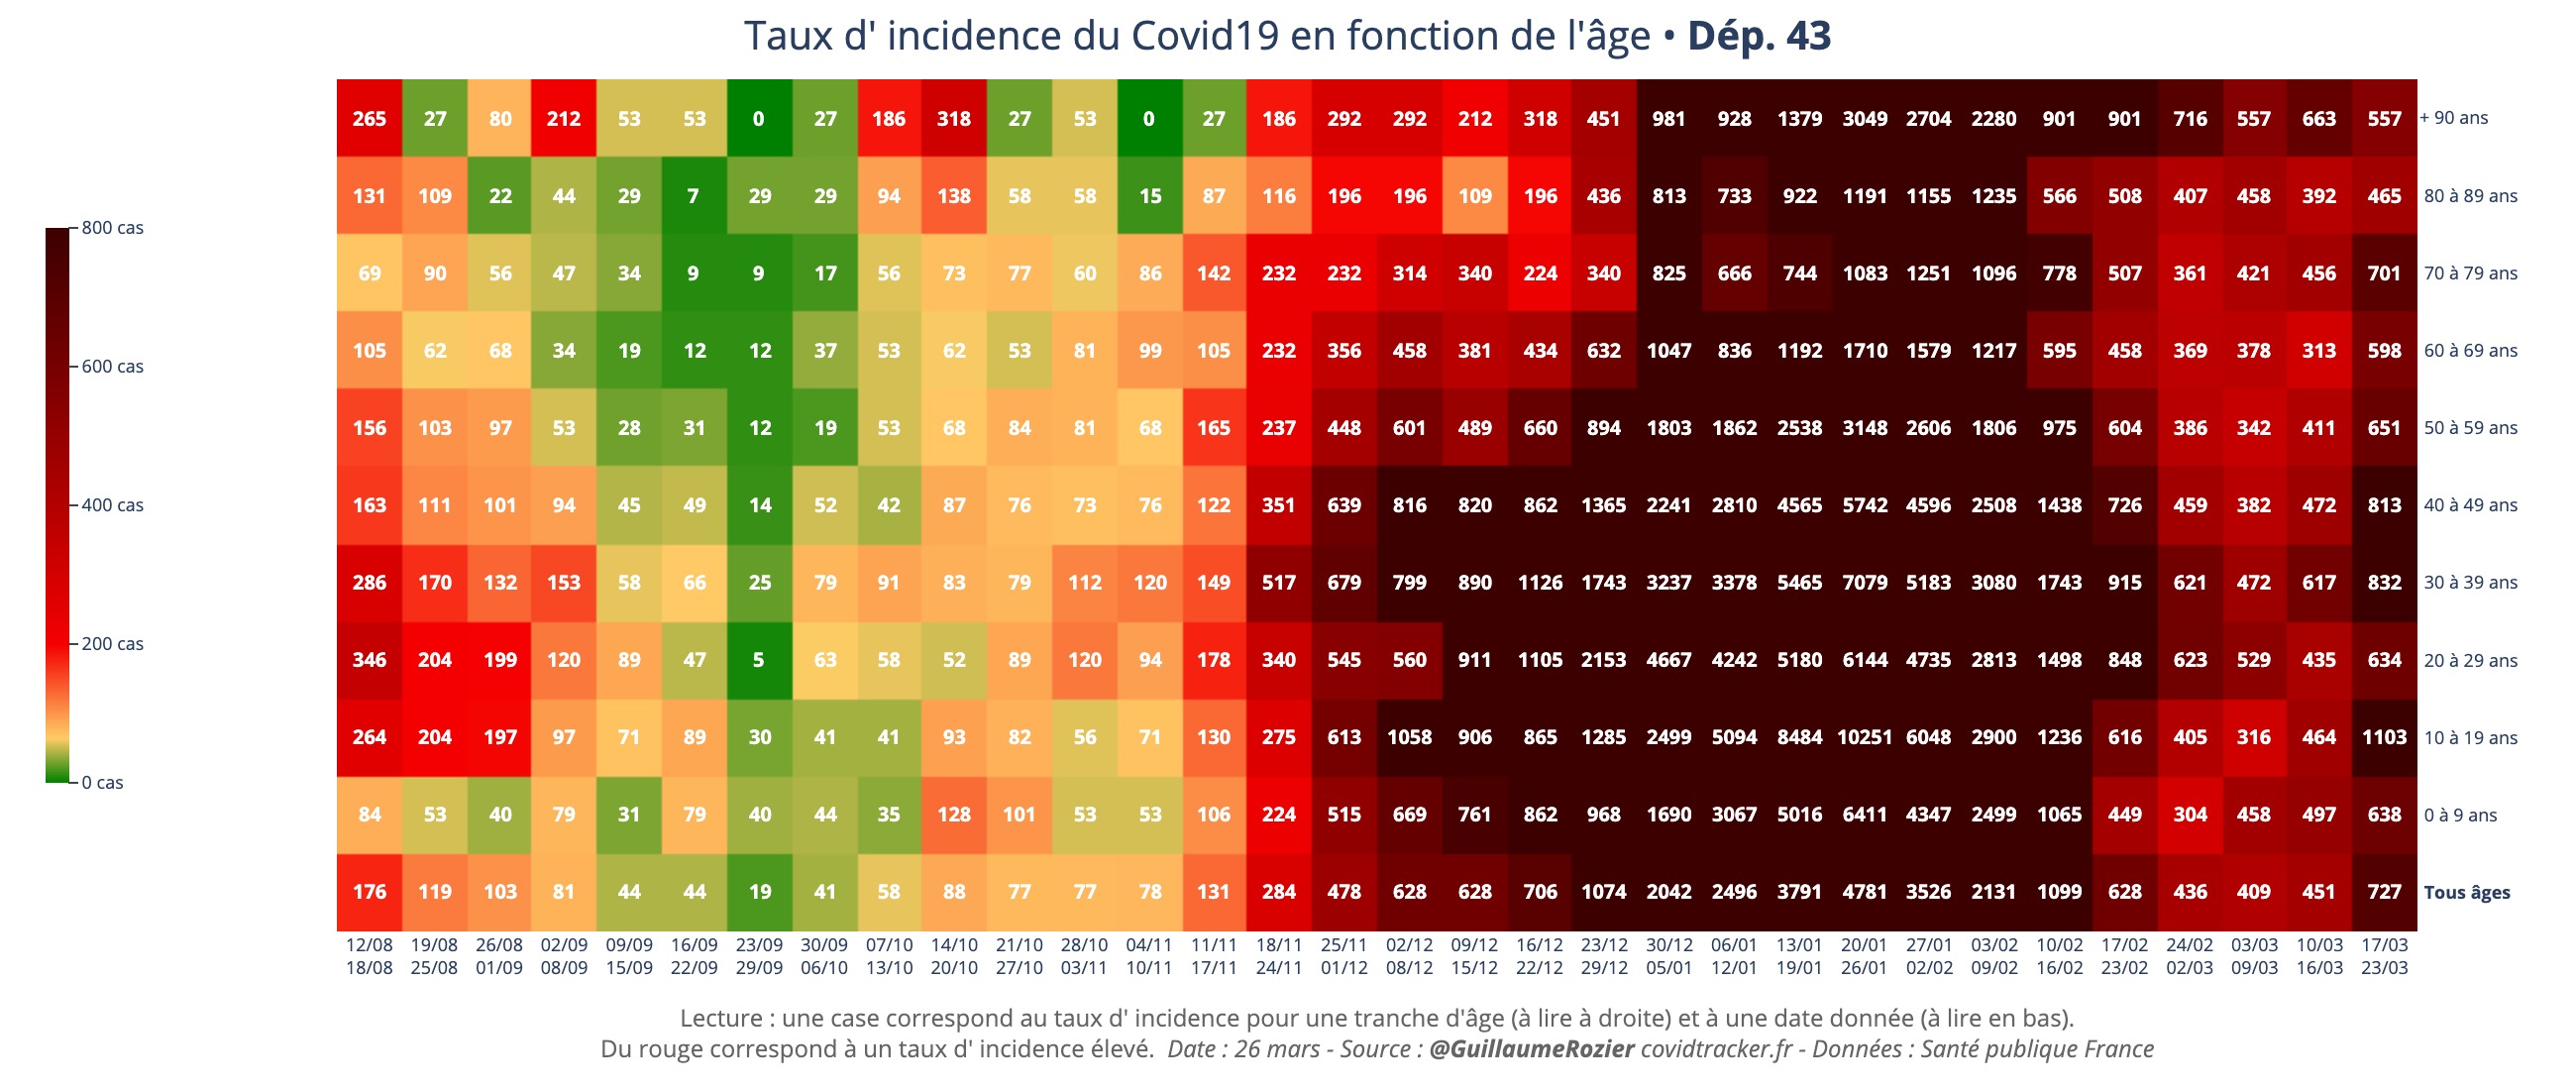 Taux d' incidence du Covid19 en fonction de l'âge • Dép. 43
800 cas
600 cas
400 cas
200 cas
0 cas
265 27 80 212 53 53 0 27 186 318 27 53 0 27 186 292 292 212 318 451 981 928 1379 3049 2704 2280 901 901 716 557 663 557 + 90 ans
131 109 22 44 29 7 29 29 94 138 58 58 15 87 116 196 196 109 196 436 813 733 922 1191 1155 1235 566 508 407 458 392 465 80 à 89 ans
69 90 56 47 34 9 9 17 56 73 77 60 86 142 232 232 314 340 224 340 825 666 744 1083 1251 1096 778 507 361 421 456 701 70 à 79 ans
105 62 68 34 19 12 12 37 53 62 53 81 99 105 232 356 458 381 434 632 1047 836 1192 1710 1579 1217 595 458 369 378 313 598 60 à 69 ans
156 103 97 53 28 31 12 19 53 68 84 81 68 165 237 448 601 489 660 894 1803 1862 2538 3148 2606 1806 975 604 386 342 411 651 50 à 59 ans
163 111 101 94 45 49 14 52 42 87 76 73 76 122 351 639 816 820 862 1365 2241 2810 4565 5742 4596 2508 1438 726 459 382 472 813 40 à 49 ans
286 170 132 153 58 66 25 79 91 83 79 112 120 149 517 679 799 890 1126 1743 3237 3378 5465 7079 5183 3080 1743 915 621 472 617 832 30 à 39 ans
346 204 199 120 89 47 5 63 58 52 89 120 94 178 340 545 560 911 1105 2153 4667 4242 5180 6144 4735 2813 1498 848 623 529 435 634 20 à 29 ans
264 204 197 97 71 89 30 41 41 93 82 56 71 130 275 613 1058 906 865 1285 2499 5094 8484 10251 6048 2900 1236 616 405 316 464 1103 10 à 19 ans
84 53 40 79 31 79 40 44 35 128 101 53 53 106 224 515 669 761 862 968 1690 3067 5016 6411 4347 2499 1065 449 304 458 497 638 0 à 9 ans
176 119 103 81 44 44 19 41 58 88 77 77 78 131 284 478 628 628 706 1074 2042 2496 3791 4781 3526 2131 1099 628 436 409 451 727 Tous âges
12/08 19/08 26/08 02/09 09/09 16/09 23/09 30/09 07/10 14/10 21/10 28/10 04/11 11/11 18/11 25/11 02/12 09/12 16/12 23/12 30/12 06/01 13/01 20/01 27/01 03/02 10/02 17/02 24/02 03/03 10/03 17/03
18/08 25/08 01/09 08/09 15/09 22/09 29/09 06/10 13/10 20/10 27/10 03/11 10/11 17/11 24/11 01/12 08/12 15/12 22/12 29/12 05/01 12/01 19/01 26/01 02/02 09/02 16/02 23/02 02/03 09/03 16/03 23/03
Lecture : une case correspond au taux d' incidence pour une tranche d'âge (à lire à droite) et à une date donnée (à lire en bas).
Du rouge correspond à un taux d' incidence élevé. Date : 26 mars - Source : @GuillaumeRozier covidtracker.fr - Données : Santé publique France